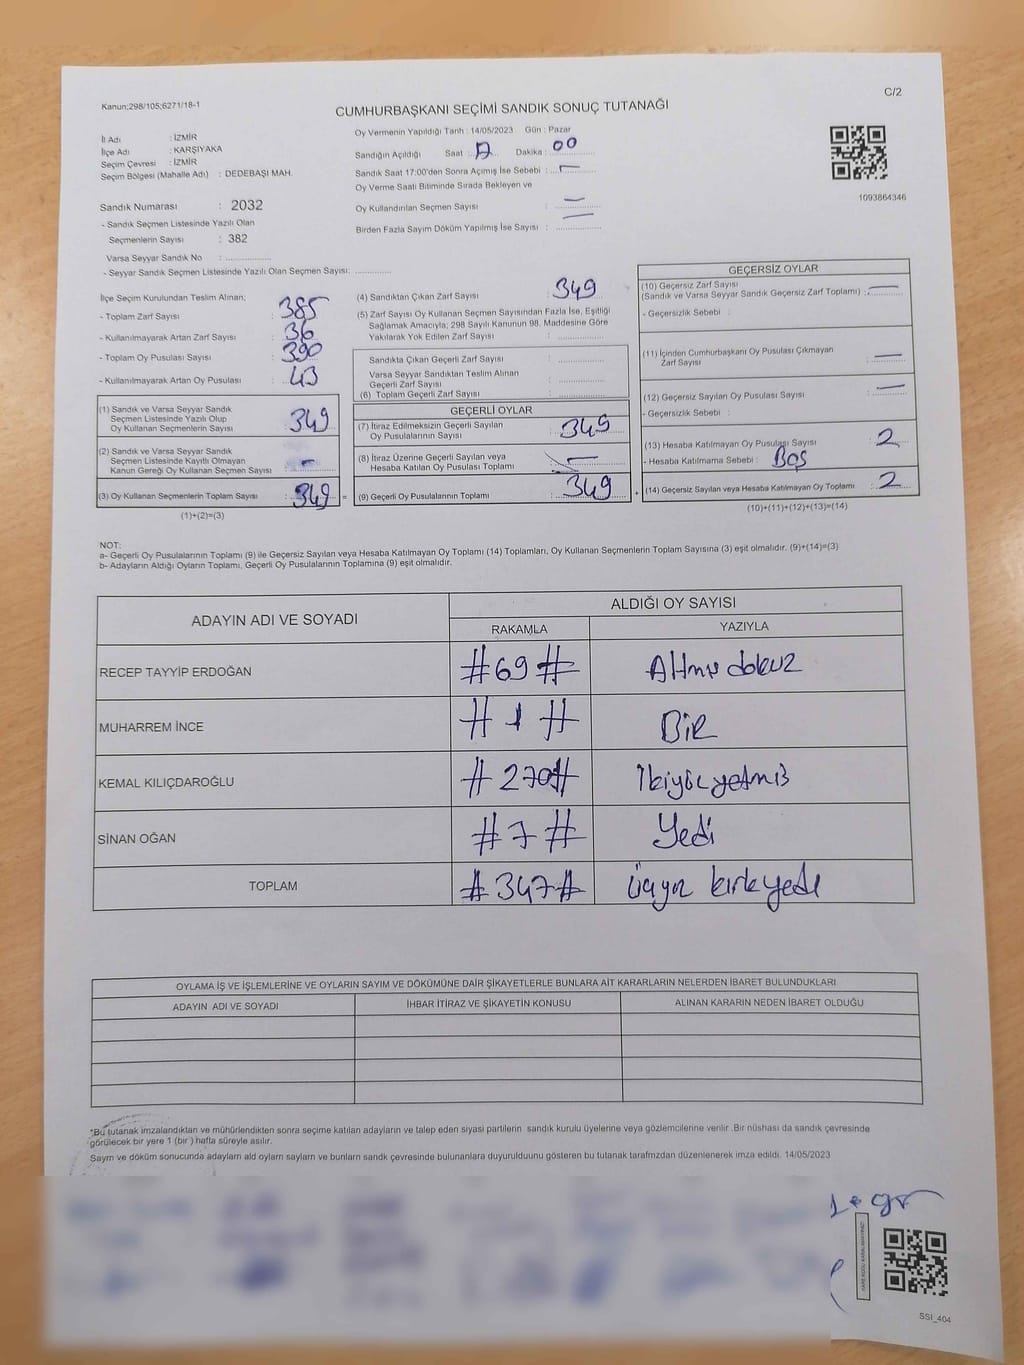 Kanun;298/105;6271/18-1
C/2
CUMHURBAŞKANI SEÇİMİ SANDIK SONUÇ TUTANAĞI
İl Adı : İZMİR
İlçe Adı : KARŞIYAKA
Seçim Çevresi : İZMİR
Seçim Bölgesi (Mahalle Adı) : DEDEBAŞI MAH.
Sandık Numarası : 2032
- Sandık Seçmen Listesinde Yazılı Olan
Seçmenlerin Sayısı : 382
Varsa Seyyar Sandık No : ..............
- Seyyar Sandık Seçmen Listesinde Yazılı Olan Seçmen Sayısı: ............
Oy Vermenin Yapıldığı Tarih : 14/05/2023 Gün : Pazar
Sandığın Açıldığı Saat : 17 Dakika : 00
Sandık Saat 17:00'den Sonra Açımış İse Sebebi : –
Oy Verme Saati Bitiminde Sırada Bekleyen ve
Oy Kullandırılan Seçmen Sayısı : –
Birden Fazla Sayım Döküm Yapılmış İse Sayısı : –
1093864346
İlçe Seçim Kurulundan Teslim Alınan;
- Toplam Zarf Sayısı : 385
- Kullanılmayarak Artan Zarf Sayısı : 36
- Toplam Oy Pusulası Sayısı : 390
- Kullanılmayarak Artan Oy Pusulası : 43
(1) Sandık ve Varsa Seyyar Sandık
Seçmen Listesinde Yazılı Olup
Oy Kullanan Seçmenlerin Sayısı : 349
(2) Sandık ve Varsa Seyyar Sandık
Seçmen Listesinde Kayıtlı Olmayan
Kanun Gereği Oy Kullanan Seçmen Sayısı : –
(3) Oy Kullanan Seçmenlerin Toplam Sayısı : 349 =
(1)+(2)=(3)
(4) Sandıktan Çıkan Zarf Sayısı : 349
(5) Zarf Sayısı Oy Kullanan Seçmen Sayısından Fazla İse, Eşitliği
Sağlamak Amacıyla; 298 Sayılı Kanunun 98. Maddesine Göre
Yakılarak Yok Edilen Zarf Sayısı : ..............
Sandıkta Çıkan Geçerli Zarf Sayısı : ..............
Varsa Seyyar Sandıktan Teslim Alınan
Geçerli Zarf Sayısı : ..............
(6) Toplam Geçerli Zarf Sayısı : ..............
GEÇERLİ OYLAR
(7) İtiraz Edilmeksizin Geçerli Sayılan
Oy Pusulalarının Sayısı : 349
(8) İtiraz Üzerine Geçerli Sayılan veya
Hesaba Katılan Oy Pusulası Toplamı : –
(9) Geçerli Oy Pusulalarının Toplamı : 349 +
GEÇERSİZ OYLAR
(10) Geçersiz Zarf Sayısı
(Sandık ve Varsa Seyyar Sandık Geçersiz Zarf Toplamı) : –
- Geçersizlik Sebebi :
(11) İçinden Cumhurbaşkanı Oy Pusulası Çıkmayan
Zarf Sayısı : –
(12) Geçersiz Sayılan Oy Pusulası Sayısı : –
- Geçersizlik Sebebi :
(13) Hesaba Katılmayan Oy Pusulası Sayısı : 2
- Hesaba Katılmama Sebebi : Boş
(14) Geçersiz Sayılan veya Hesaba Katılmayan Oy Toplamı : 2
(10)+(11)+(12)+(13)=(14)
NOT:
a- Geçerli Oy Pusulalarının Toplamı (9) ile Geçersiz Sayılan veya Hesaba Katılmayan Oy Toplamı (14) Toplamları, Oy Kullanan Seçmenlerin Toplam Sayısına (3) eşit olmalıdır. (9)+(14)=(3)
b- Adayların Aldığı Oyların Toplamı, Geçerli Oy Pusulalarının Toplamına (9) eşit olmalıdır.
ADAYIN ADI VE SOYADI ALDIĞI OY SAYISI
RAKAMLA YAZIYLA
RECEP TAYYİP ERDOĞAN #69# Altmış dokuz
MUHARREM İNCE #1# BİR
KEMAL KILIÇDAROĞLU #270# İkiyüz yetmiş
SİNAN OĞAN #7# Yedi
TOPLAM #347# Üçyüz kırk yedi
OYLAMA İŞ VE İŞLEMLERİNE VE OYLARIN SAYIM VE DÖKÜMÜNE DAİR ŞİKAYETLERLE BUNLARA AİT KARARLARIN NELERDEN İBARET BULUNDUKLARI
ADAYIN ADI VE SOYADI İHBAR İTİRAZ VE ŞİKAYETİN KONUSU ALINAN KARARIN NEDEN İBARET OLDUĞU
*Bu tutanak imzalandıktan ve mühürlendikten sonra seçime katılan adayların ve talep eden siyasi partilerin sandık kurulu üyelerine veya gözlemcilerine verilir. Bir nüshası da sandık çevresinde
görülecek bir yere 1 (bir) hafta süreyle asılır.
Sayım ve döküm sonucunda adayların ald oyların sayların ve bunların sandk çevresinde bulunanlara duyurulduunu gösteren bu tutanak tarafmzdan düzenlenerek imza edildi. 14/05/2023
SSI_404